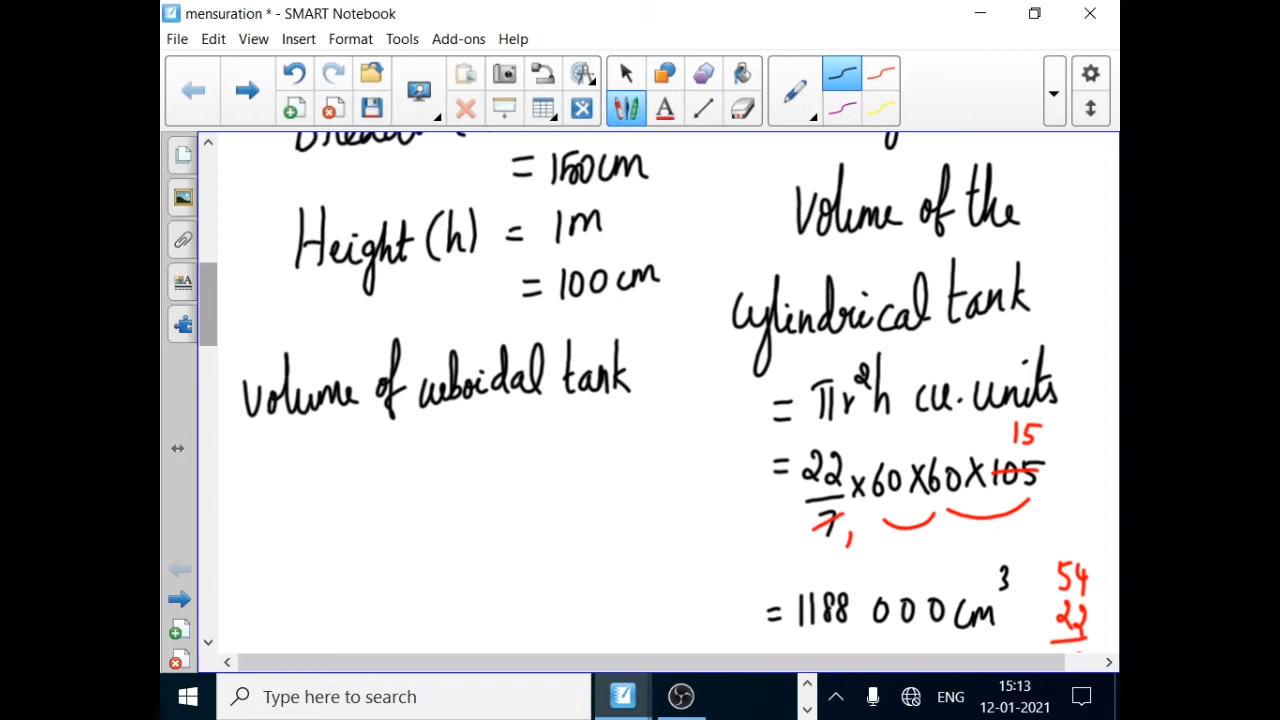 mensuration * - SMART Notebook
File Edit View Insert Format Tools Add-ons Help
= 150cm
Height (h) = 1m
= 100cm
Volume of cuboidal tank
Volume of the
cylindrical tank
= πr²h cu. units
15
= 22/7 × 60 × 60 × 105
1
= 1188 000 cm³
54
22
Type here to search
ENG
15:13
12-01-2021